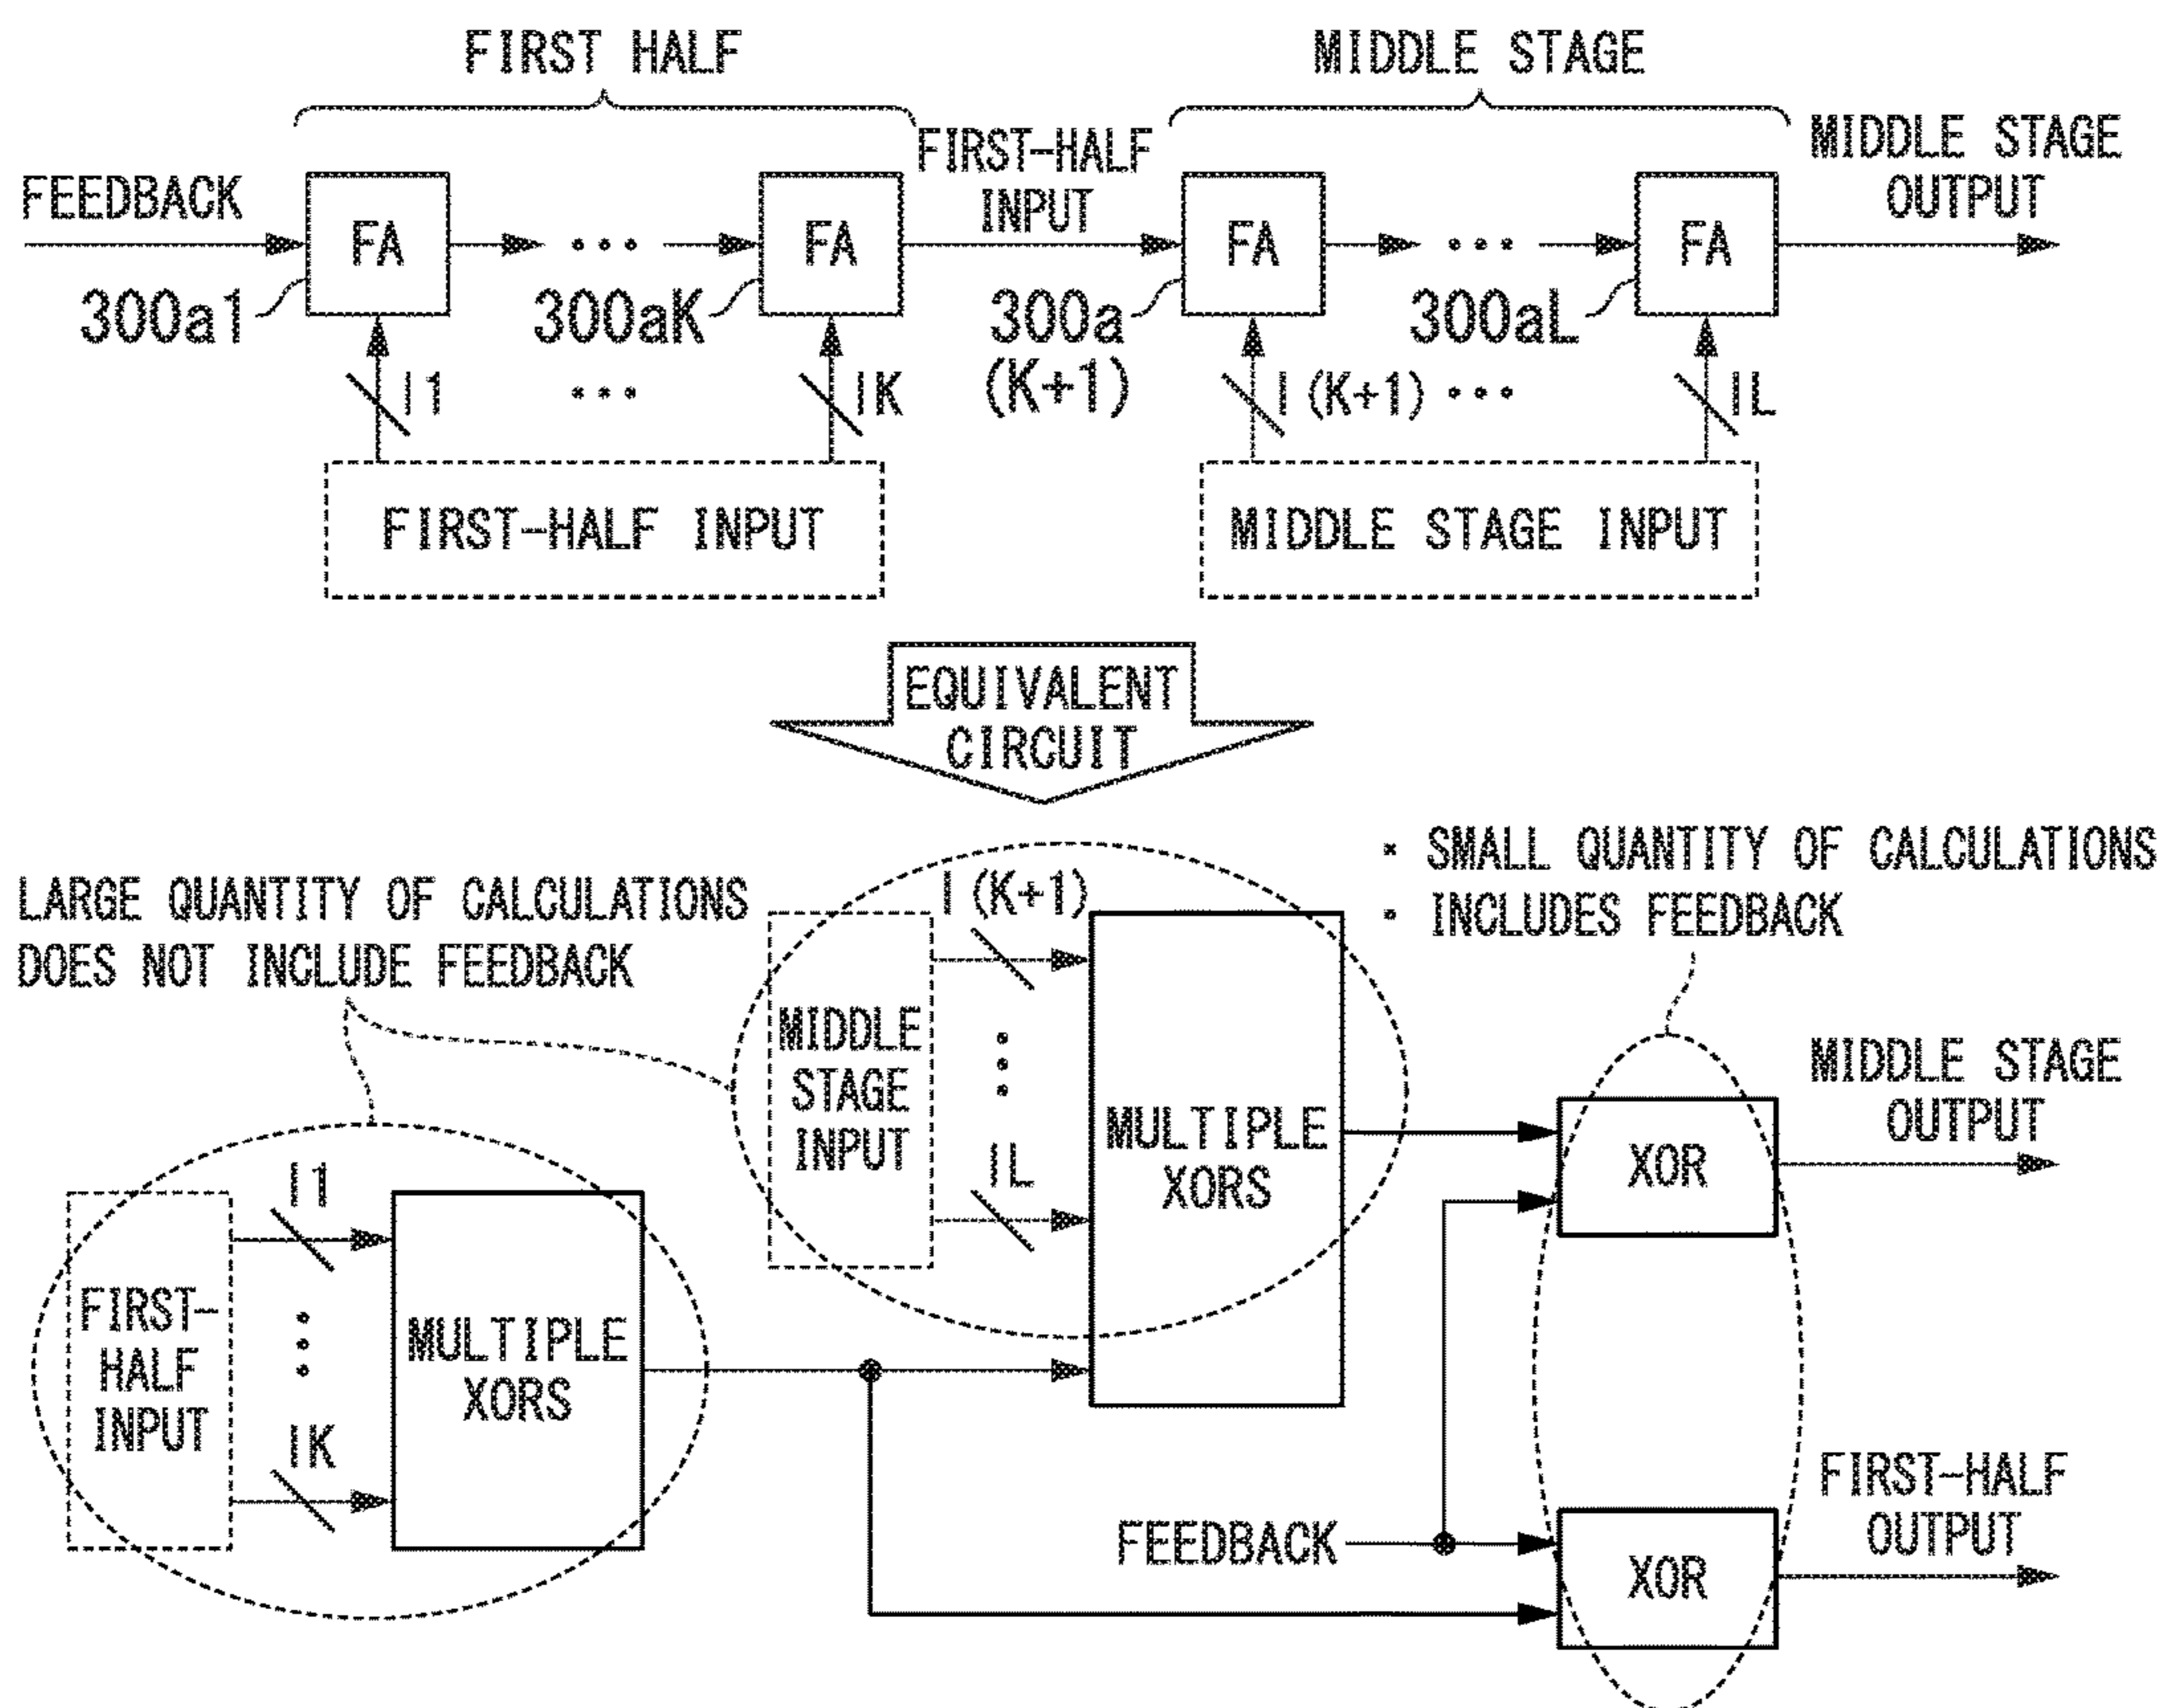 FIRST HALF
MIDDLE STAGE
FEEDBACK
FA
...
FA
FIRST-HALF
INPUT
FA
...
FA
MIDDLE STAGE
OUTPUT
300a1
300aK
300a
(K+1)
300aL
I1
...
IK
I(K+1)
...
IL
FIRST-HALF INPUT
MIDDLE STAGE INPUT
EQUIVALENT
CIRCUIT
LARGE QUANTITY OF CALCULATIONS
DOES NOT INCLUDE FEEDBACK
• SMALL QUANTITY OF CALCULATIONS
• INCLUDES FEEDBACK
I(K+1)
MIDDLE
STAGE
INPUT
IL
MULTIPLE
XORS
XOR
MIDDLE STAGE
OUTPUT
I1
FIRST-
HALF
INPUT
IK
MULTIPLE
XORS
FEEDBACK
XOR
FIRST-HALF
OUTPUT